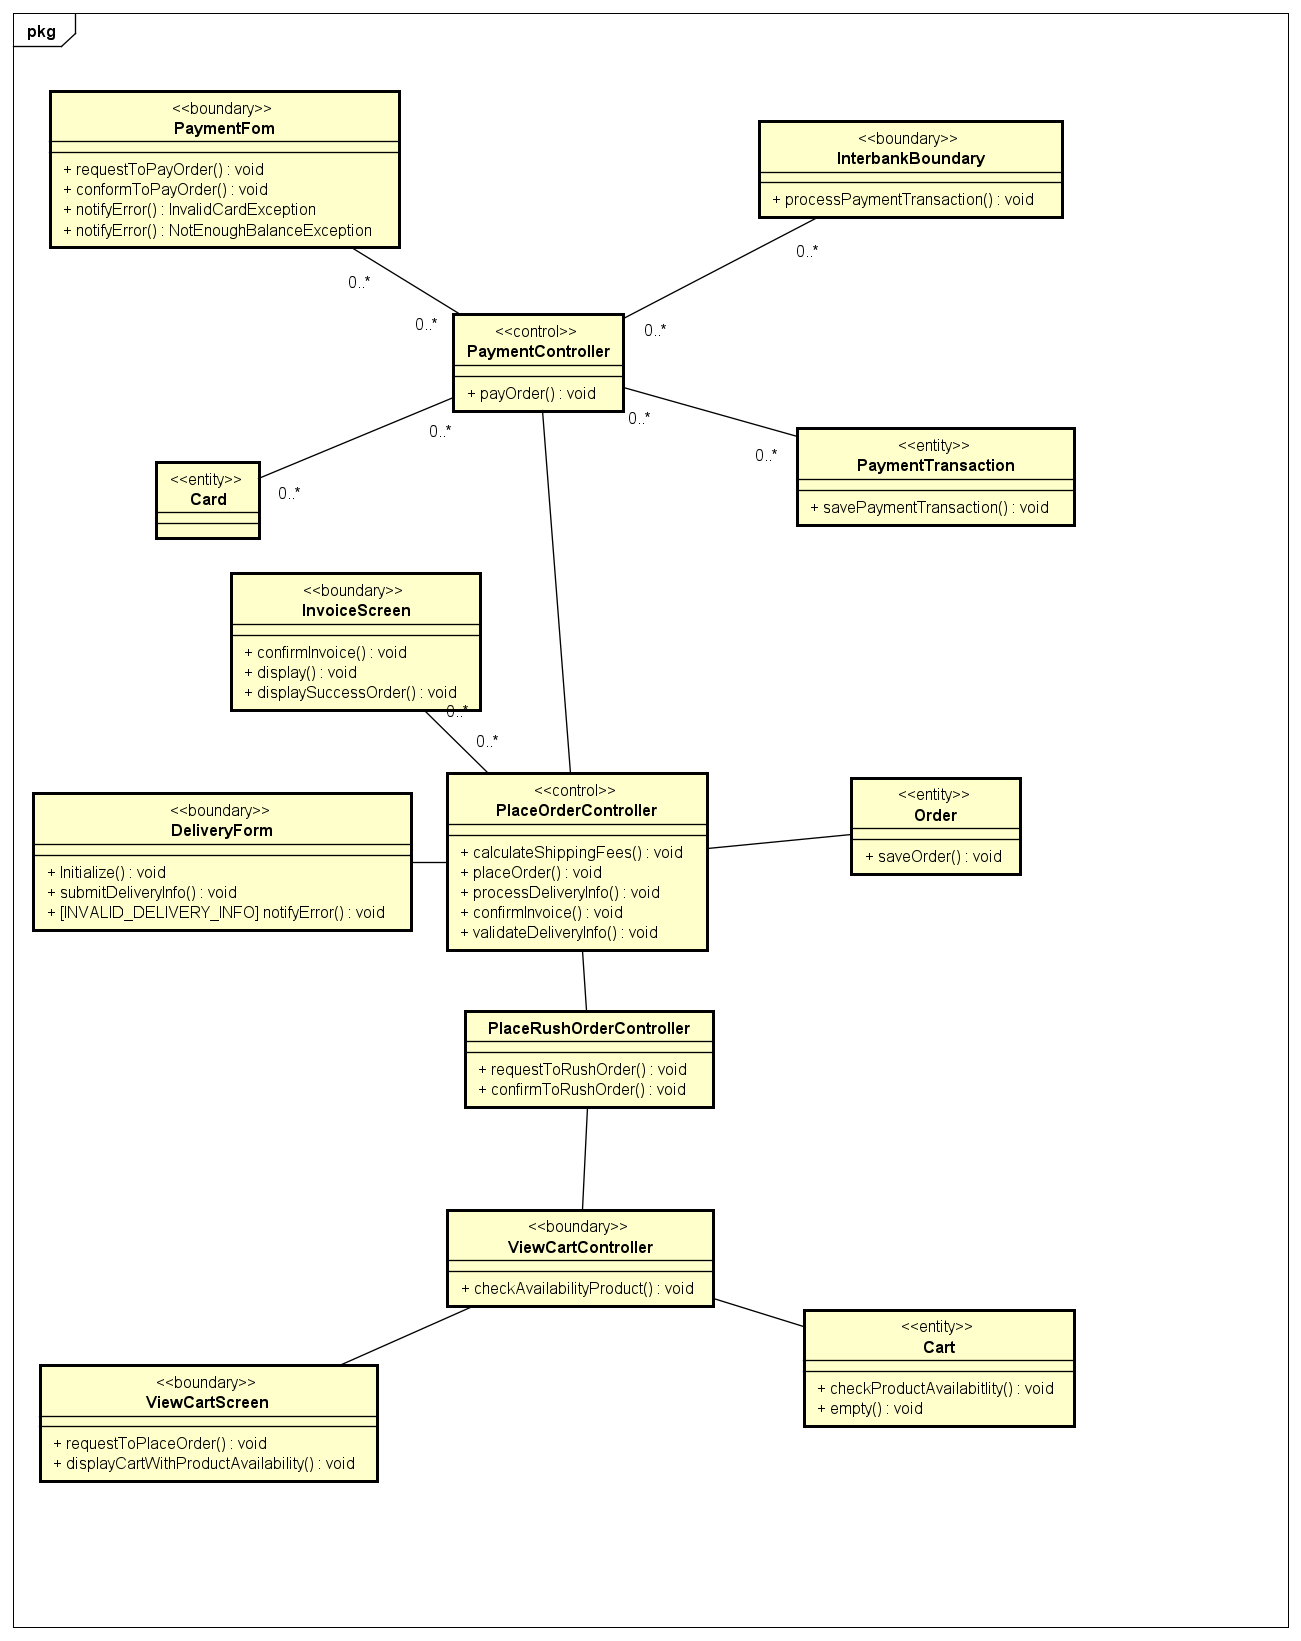 pkg
<<boundary>>
PaymentFom
+ requestToPayOrder() : void
+ conformToPayOrder() : void
+ notifyError() : InvalidCardException
+ notifyError() : NotEnoughBalanceException
<<boundary>>
InterbankBoundary
+ processPaymentTransaction() : void
0..*
0..*
0..*
0..*
<<control>>
PaymentController
+ payOrder() : void
0..*
0..*
0..*
0..*
<<entity>>
PaymentTransaction
+ savePaymentTransaction() : void
<<entity>>
Card
<<boundary>>
InvoiceScreen
+ confirmInvoice() : void
+ display() : void
+ displaySuccessOrder() : void
0..*
0..*
<<control>>
PlaceOrderController
+ calculateShippingFees() : void
+ placeOrder() : void
+ processDeliveryInfo() : void
+ confirmInvoice() : void
+ validateDeliveryInfo() : void
<<boundary>>
DeliveryForm
+ Initialize() : void
+ submitDeliveryInfo() : void
+ [INVALID_DELIVERY_INFO] notifyError() : void
<<entity>>
Order
+ saveOrder() : void
PlaceRushOrderController
+ requestToRushOrder() : void
+ confirmToRushOrder() : void
<<boundary>>
ViewCartController
+ checkAvailabilityProduct() : void
<<entity>>
Cart
+ checkProductAvailabitlity() : void
+ empty() : void
<<boundary>>
ViewCartScreen
+ requestToPlaceOrder() : void
+ displayCartWithProductAvailability() : void